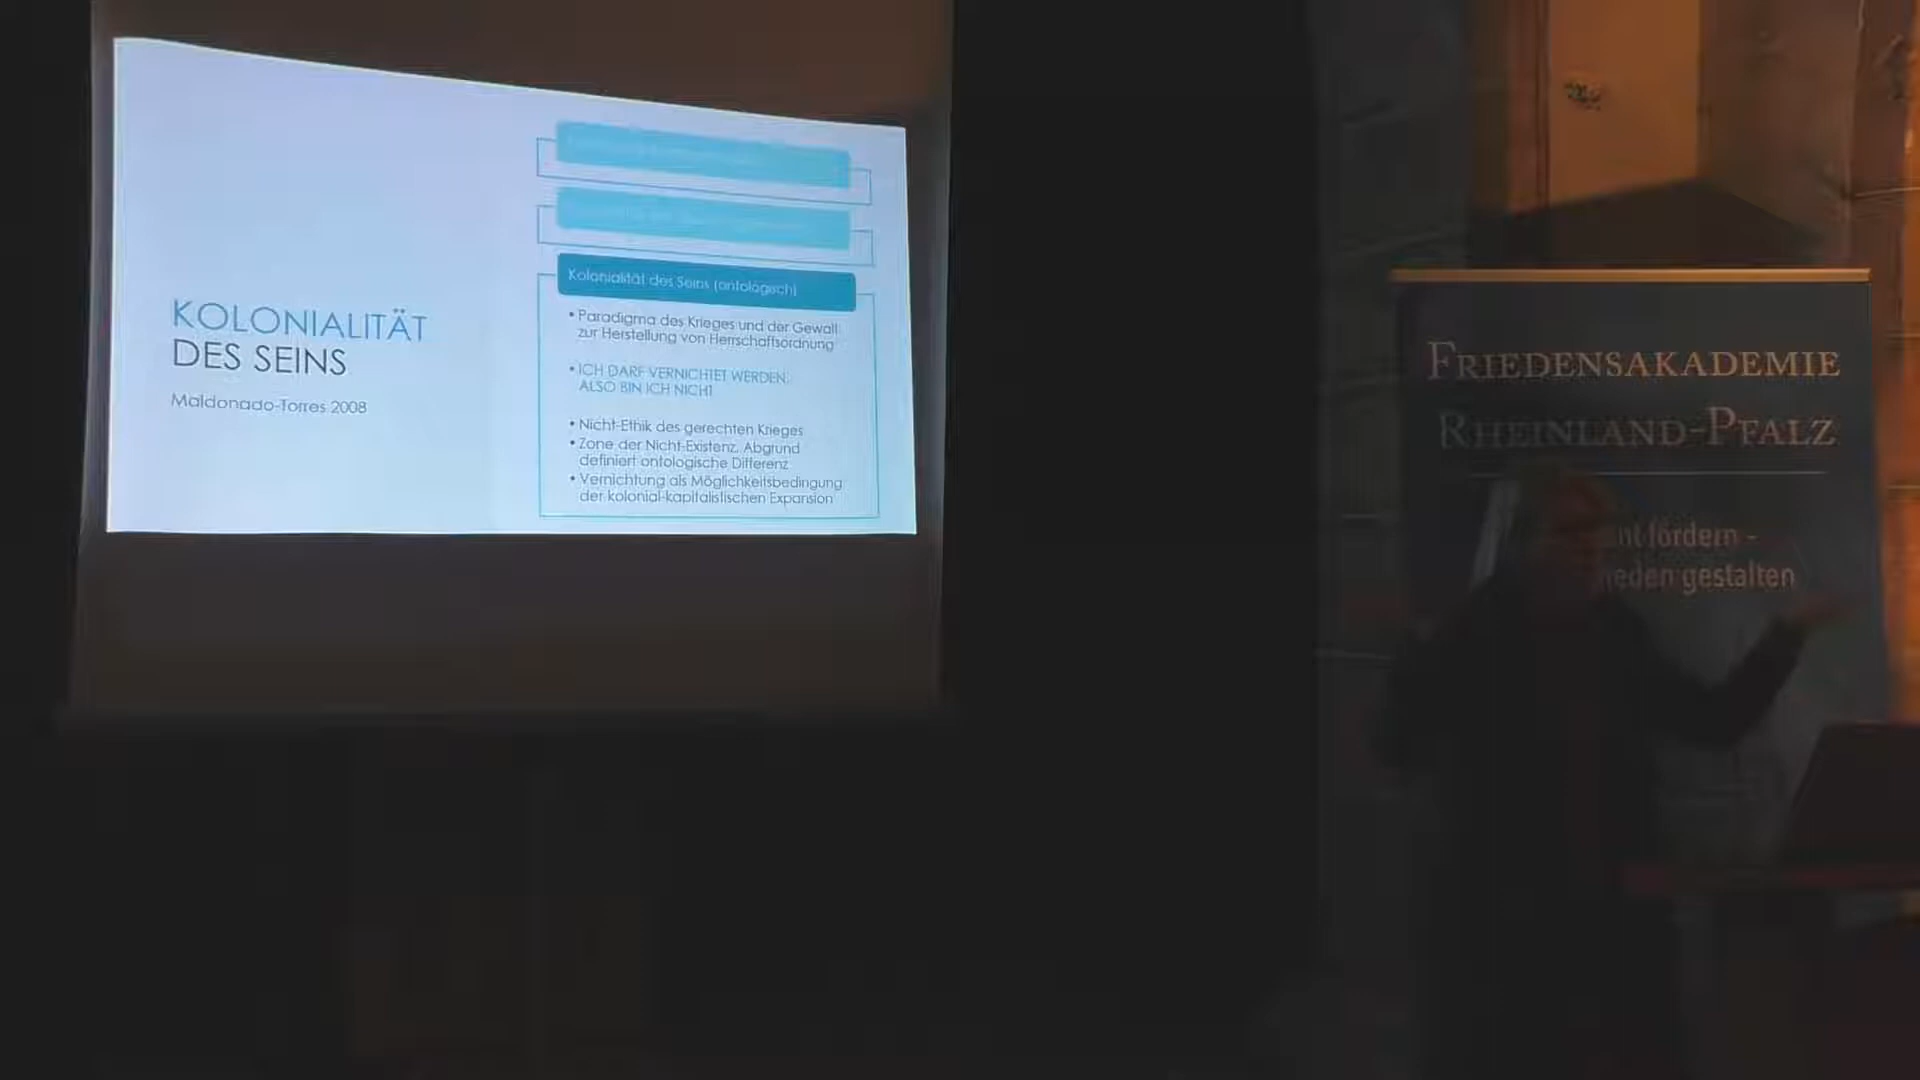 KOLONIALITÄT
DES SEINS
Maldonado-Torres 2008
Kolonialität des Seins (ontologisch)
• Paradigma des Krieges und der Gewalt
zur Herstellung von Herrschaftsordnung
• ICH DARF VERNICHTET WERDEN,
ALSO BIN ICH NICHT
• Nicht-Ethik des gerechten Krieges
• Zone der Nicht-Existenz, Abgrund
definiert ontologische Differenz
• Vernichtung als Möglichkeitsbedingung
der kolonial-kapitalistischen Expansion
FRIEDENSAKADEMIE
RHEINLAND-PFALZ
fördern -
gestalten